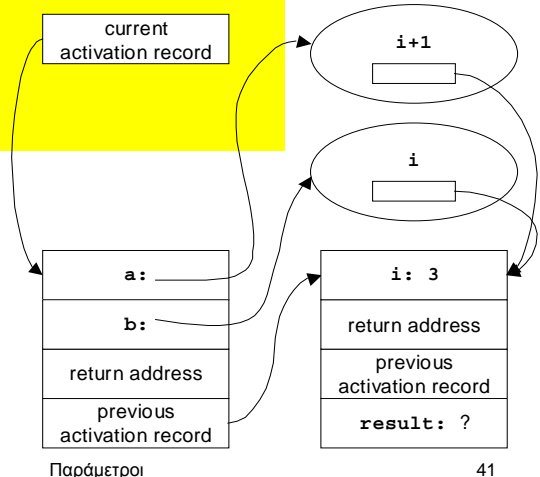 current
activation record
i+1
i
a:
b:
return address
previous
activation record
i: 3
return address
previous
activation record
result: ?
Παράμετροι
41